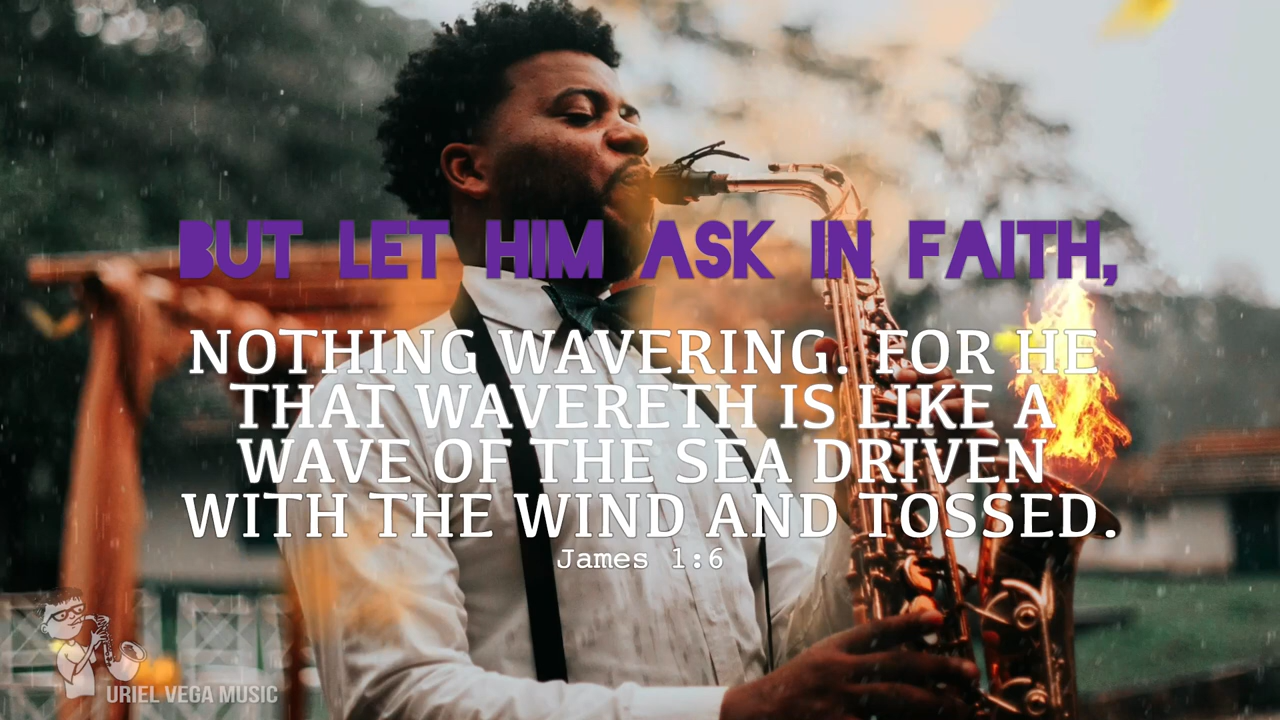 BUT LET HIM ASK IN FAITH,
NOTHING WAVERING. FOR HE
THAT WAVERETH IS LIKE A
WAVE OF THE SEA DRIVEN
WITH THE WIND AND TOSSED.
James 1:6
URIEL VEGA MUSIC